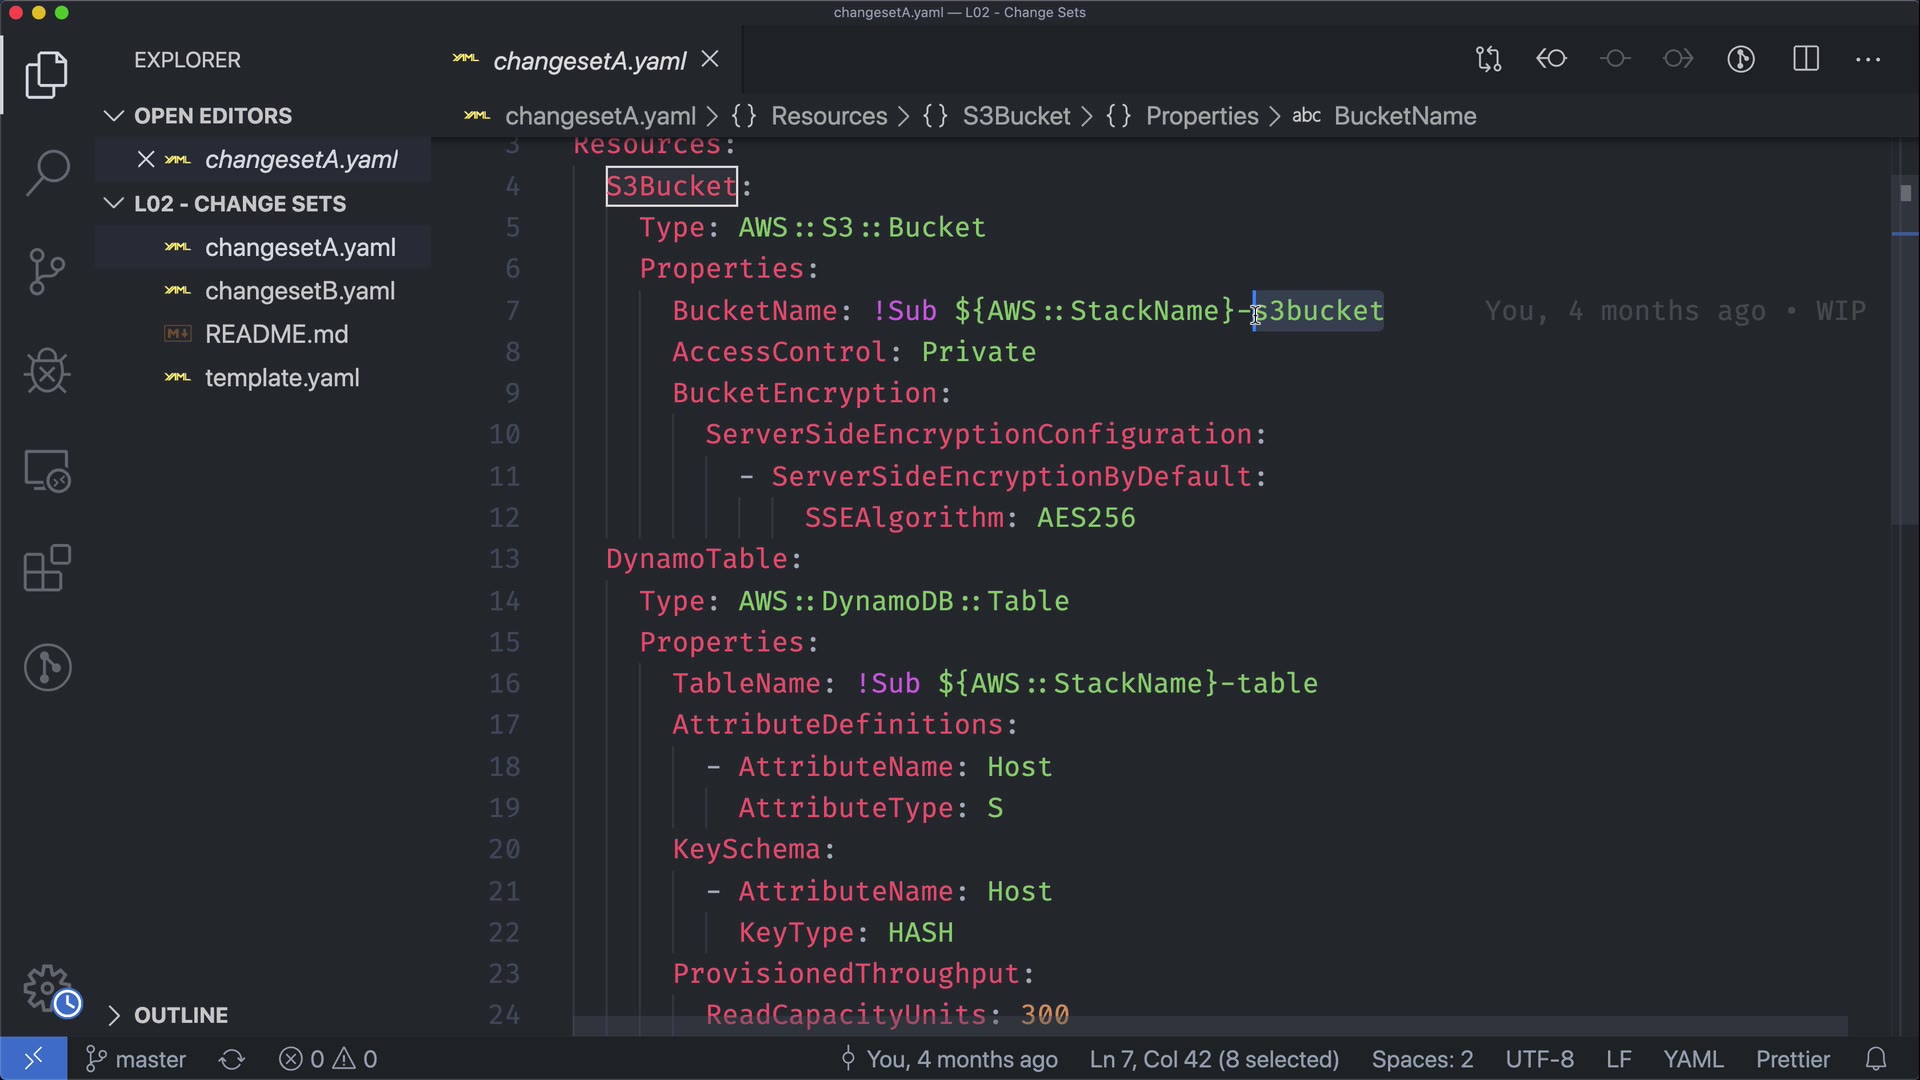 changesetA.yaml — L02 - Change Sets
EXPLORER
OPEN EDITORS
changesetA.yaml
L02 - CHANGE SETS
changesetA.yaml
changesetB.yaml
README.md
template.yaml
OUTLINE
changesetA.yaml
changesetA.yaml > {} Resources > {} S3Bucket > {} Properties > abc BucketName
3 Resources:
4 S3Bucket:
5 Type: AWS::S3::Bucket
6 Properties:
7 BucketName: !Sub ${AWS::StackName}-s3bucket You, 4 months ago • WIP
8 AccessControl: Private
9 BucketEncryption:
10 ServerSideEncryptionConfiguration:
11 - ServerSideEncryptionByDefault:
12 SSEAlgorithm: AES256
13 DynamoTable:
14 Type: AWS::DynamoDB::Table
15 Properties:
16 TableName: !Sub ${AWS::StackName}-table
17 AttributeDefinitions:
18 - AttributeName: Host
19 AttributeType: S
20 KeySchema:
21 - AttributeName: Host
22 KeyType: HASH
23 ProvisionedThroughput:
24 ReadCapacityUnits: 300
master 0 0 You, 4 months ago Ln 7, Col 42 (8 selected) Spaces: 2 UTF-8 LF YAML Prettier